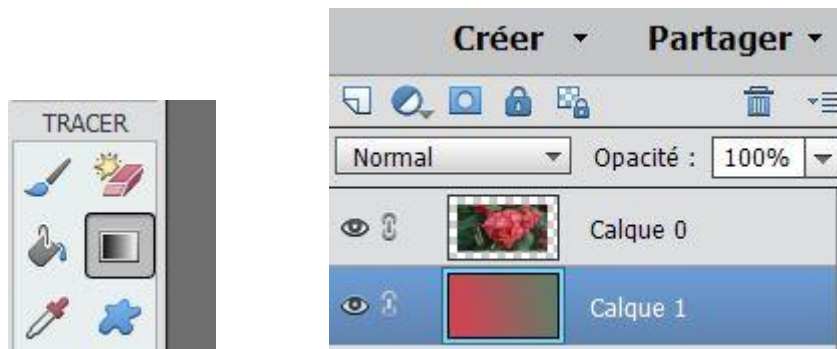 TRACER
Créer Partager
Normal Opacité : 100%
Calque 0
Calque 1